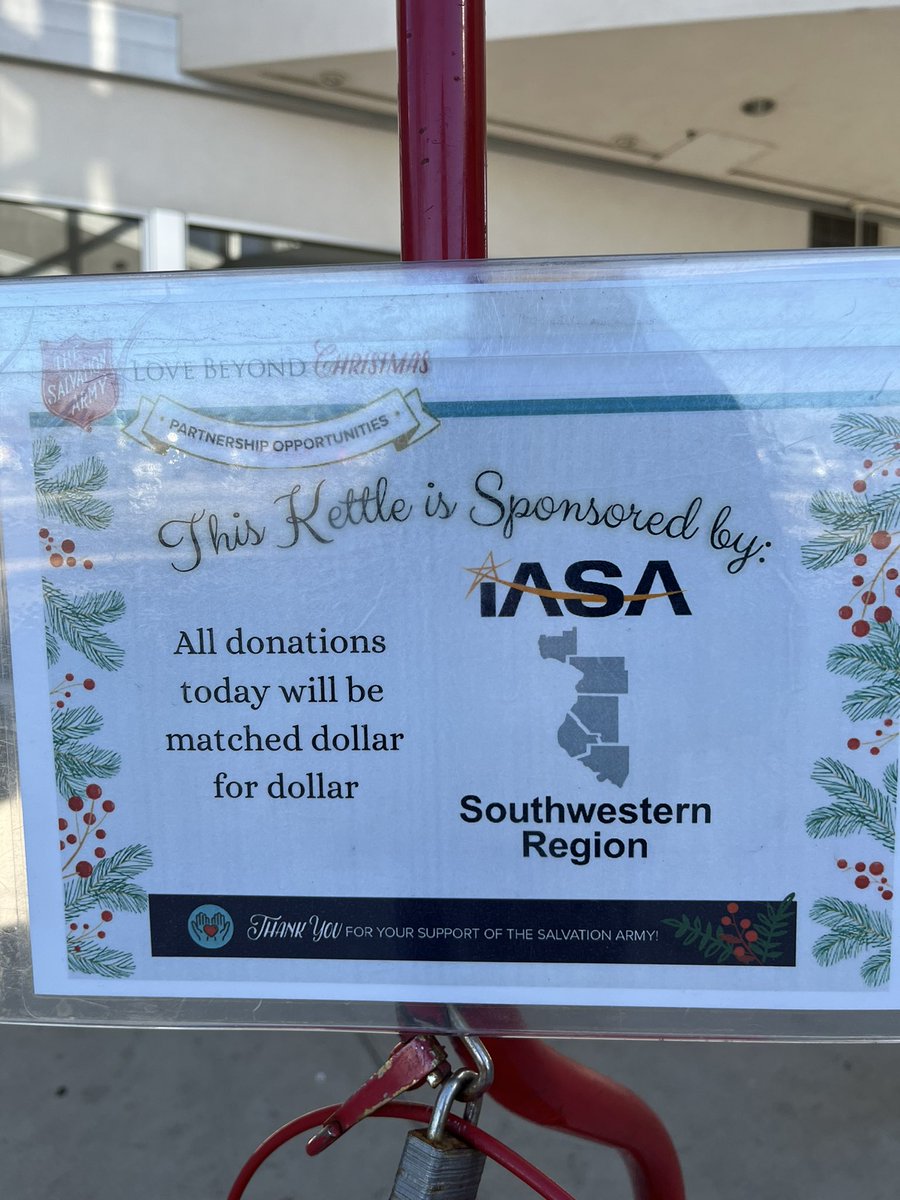 THE
SALVATION
ARMY
LOVE BEYOND CHRISTMAS
PARTNERSHIP OPPORTUNITIES
This Kettle is Sponsored by:
iASA
All donations
today will be
matched dollar
for dollar
Southwestern
Region
THANK YOU FOR YOUR SUPPORT OF THE SALVATION ARMY!